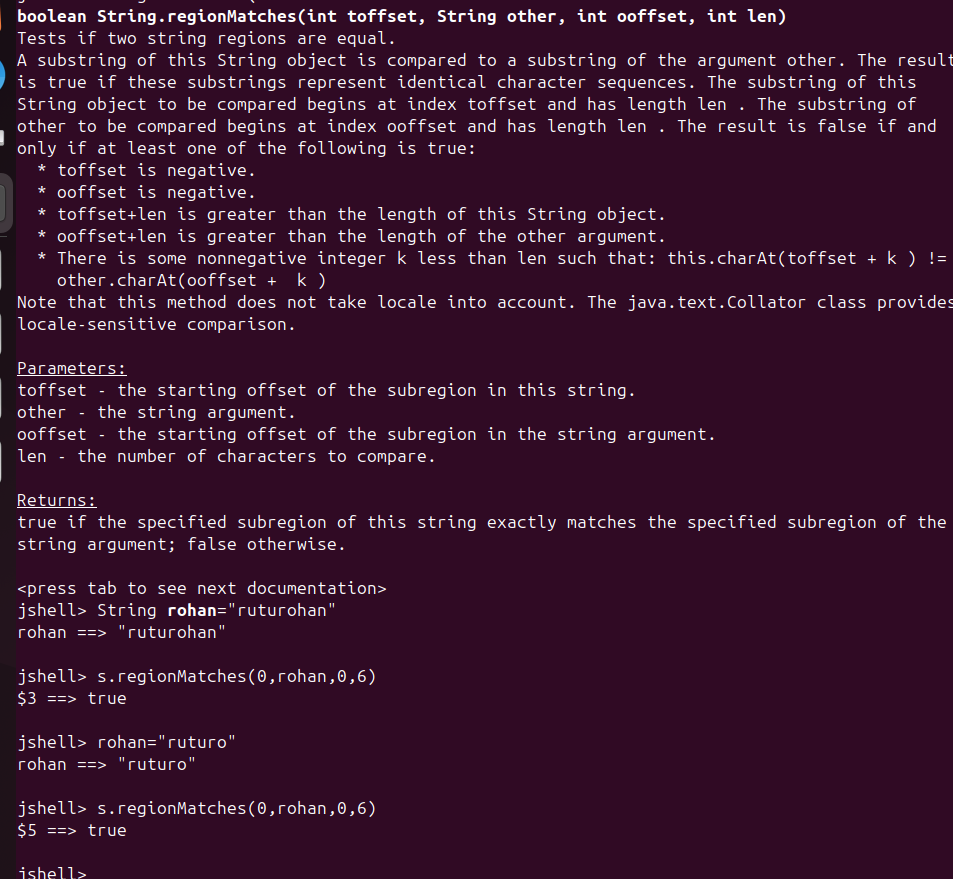 boolean String.regionMatches(int toffset, String other, int ooffset, int len)
Tests if two string regions are equal.
A substring of this String object is compared to a substring of the argument other. The result
is true if these substrings represent identical character sequences. The substring of this
String object to be compared begins at index toffset and has length len . The substring of
other to be compared begins at index ooffset and has length len . The result is false if and
only if at least one of the following is true:
  * toffset is negative.
  * ooffset is negative.
  * toffset+len is greater than the length of this String object.
  * ooffset+len is greater than the length of the other argument.
  * There is some nonnegative integer k less than len such that: this.charAt(toffset + k ) !=
    other.charAt(ooffset +  k )
Note that this method does not take locale into account. The java.text.Collator class provides
locale-sensitive comparison.

Parameters:
toffset - the starting offset of the subregion in this string.
other - the string argument.
ooffset - the starting offset of the subregion in the string argument.
len - the number of characters to compare.

Returns:
true if the specified subregion of this string exactly matches the specified subregion of the
string argument; false otherwise.

<press tab to see next documentation>
jshell> String rohan="ruturohan"
rohan ==> "ruturohan"

jshell> s.regionMatches(0,rohan,0,6)
$3 ==> true

jshell> rohan="ruturo"
rohan ==> "ruturo"

jshell> s.regionMatches(0,rohan,0,6)
$5 ==> true

jshell>